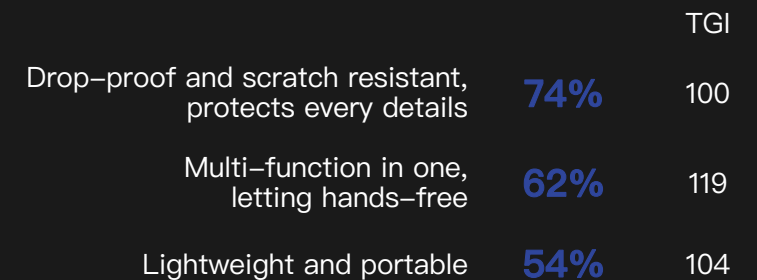 TGI
Drop-proof and scratch resistant,
protects every details
74%
100
Multi-function in one,
letting hands-free
62%
119
Lightweight and portable
54%
104